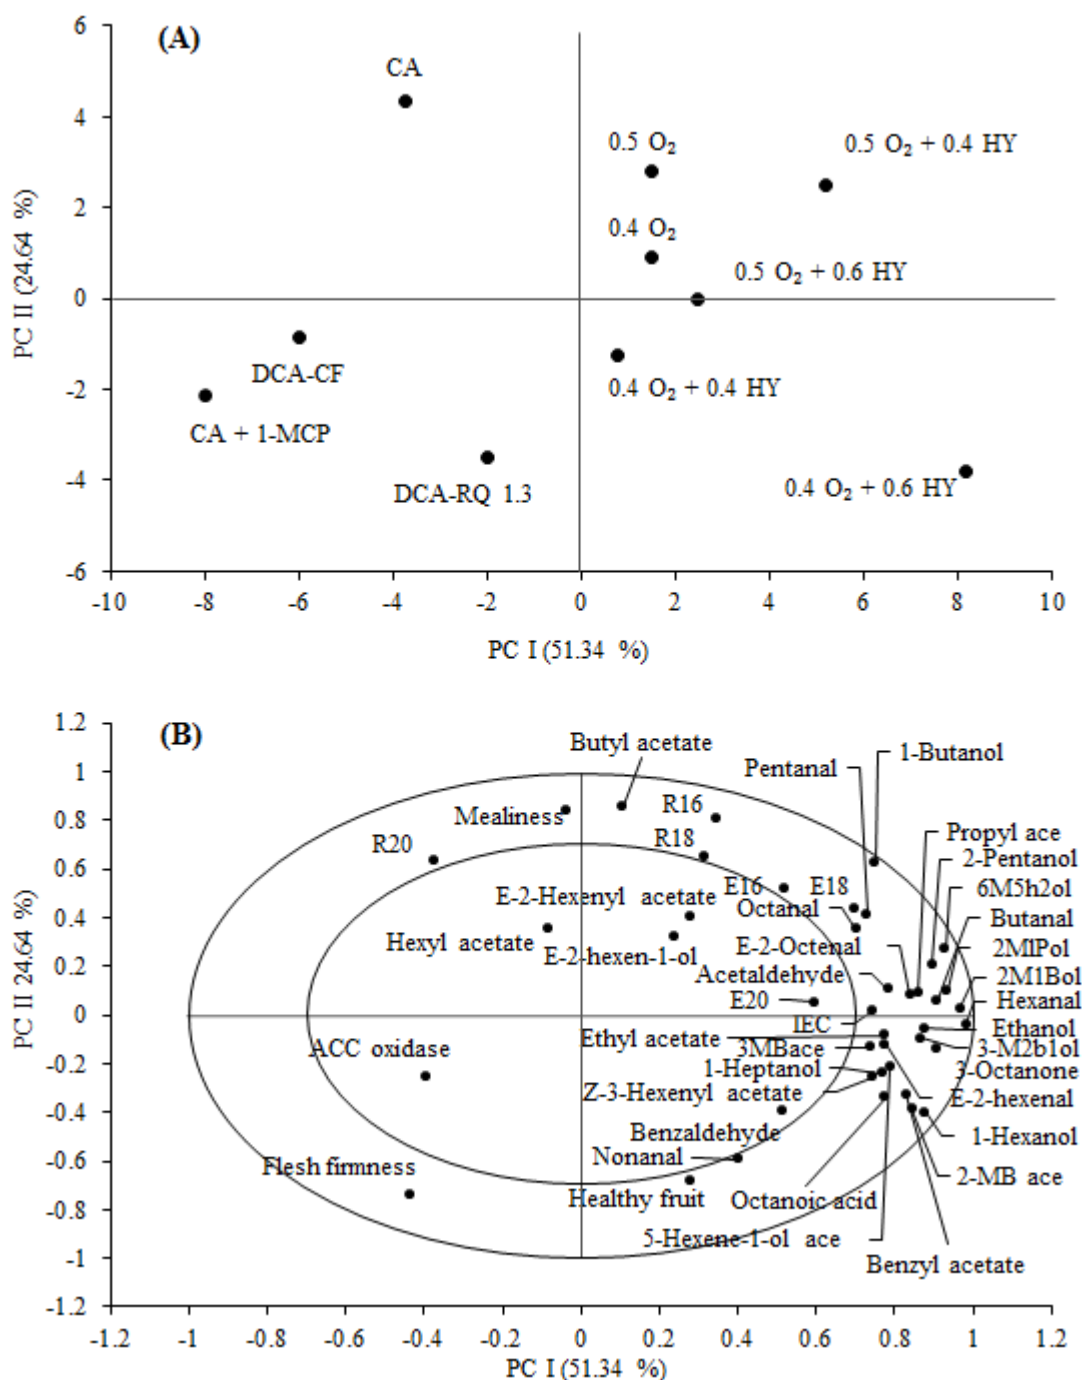 (A)
6
4
2
0
-2
-4
-6
PC II (24.64 %)
CA
0.5 O₂
0.5 O₂ + 0.4 HY
0.4 O₂
0.5 O₂ + 0.6 HY
DCA-CF
0.4 O₂ + 0.4 HY
CA + 1-MCP
DCA-RQ 1.3
0.4 O₂ + 0.6 HY
-10 -8 -6 -4 -2 0 2 4 6 8 10
PC I (51.34 %)
(B)
1.2
1
0.8
0.6
0.4
0.2
0
-0.2
-0.4
-0.6
-0.8
-1
-1.2
PC II 24.64 %)
Butyl acetate
1-Butanol
Pentanal
Mealiness
R16
R20
R18
Propyl ace
2-Pentanol
E16 E18
6M5h2ol
E-2-Hexenyl acetate
Octanal
Butanal
Hexyl acetate
E-2-hexen-1-ol
E-2-Octenal
2M1Pol
Acetaldehyde
2M1Bol
E20
Hexanal
IEC
Ethanol
Ethyl acetate
ACC oxidase
3MBace
3-M2b1ol
1-Heptanol
3-Octanone
Z-3-Hexenyl acetate
E-2-hexenal
Benzaldehyde
1-Hexanol
Flesh firmness
Nonanal
2-MB ace
Healthy fruit
Octanoic acid
5-Hexene-1-ol ace
Benzyl acetate
-1.2 -1 -0.8 -0.6 -0.4 -0.2 0 0.2 0.4 0.6 0.8 1 1.2
PC I (51.34 %)